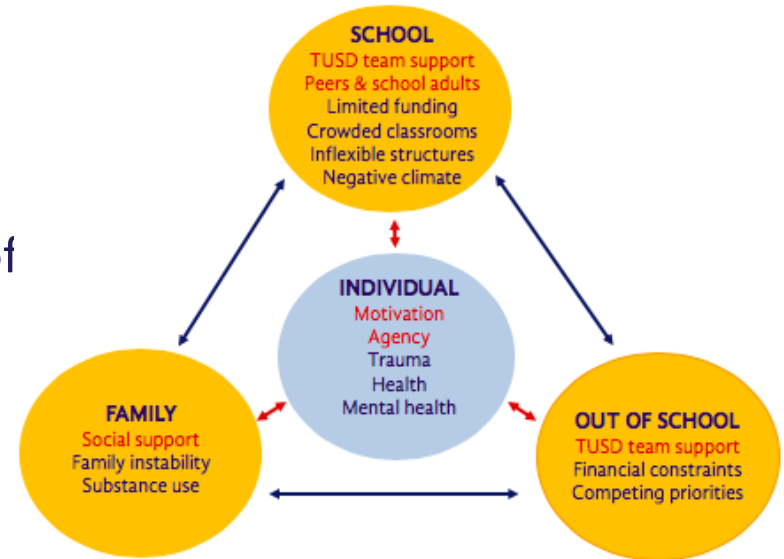 SCHOOL
TUSD team support
Peers & school adults
Limited funding
Crowded classrooms
Inflexible structures
Negative climate
of
INDIVIDUAL
Motivation
Agency
Trauma
Health
Mental health
FAMILY
Social support
Family instability
Substance use
OUT OF SCHOOL
TUSD team support
Financial constraints
Competing priorities